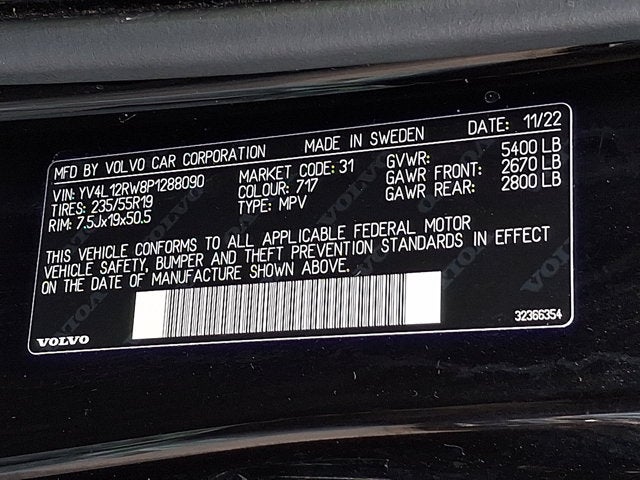 MFD BY VOLVO CAR CORPORATION MADE IN SWEDEN DATE: 11/22
VIN: YV4L12RW8P1288090 MARKET CODE: 31 GVWR: 5400 LB
TIRES: 235/55R19 COLOUR: 717 GAWR FRONT: 2670 LB
RIM: 7.5Jx19x50.5 TYPE: MPV GAWR REAR: 2800 LB
THIS VEHICLE CONFORMS TO ALL APPLICABLE FEDERAL MOTOR
VEHICLE SAFETY, BUMPER AND THEFT PREVENTION STANDARDS IN EFFECT
ON THE DATE OF MANUFACTURE SHOWN ABOVE.
VOLVO 32366354